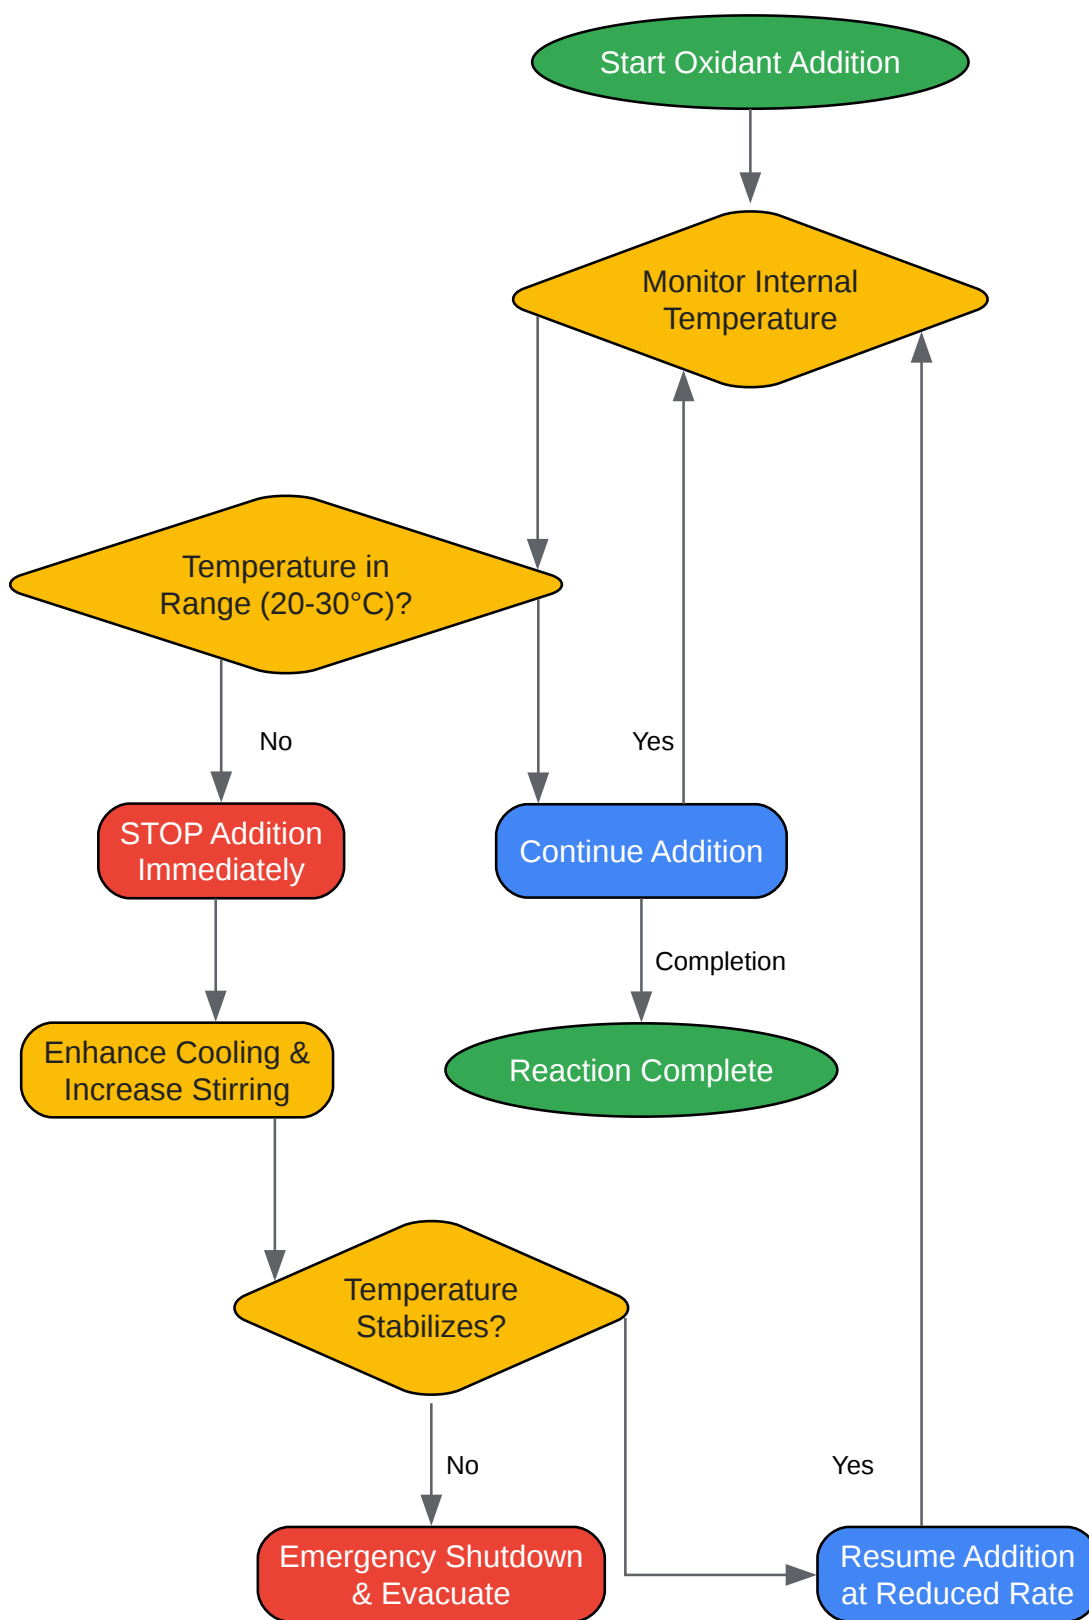 Start Oxidant Addition
Monitor Internal
Temperature
Temperature in
Range (20-30°C)?
No
Yes
STOP Addition
Immediately
Continue Addition
Completion
Enhance Cooling &
Increase Stirring
Reaction Complete
Temperature
Stabilizes?
No
Yes
Emergency Shutdown
& Evacuate
Resume Addition
at Reduced Rate